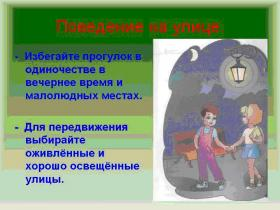 Поведение на улице.
- Избегайте прогулок в
одиночестве в
вечернее время и
малолюдных местах.
- Для передвижения
выбирайте
оживлённые и
хорошо освещённые
улицы.